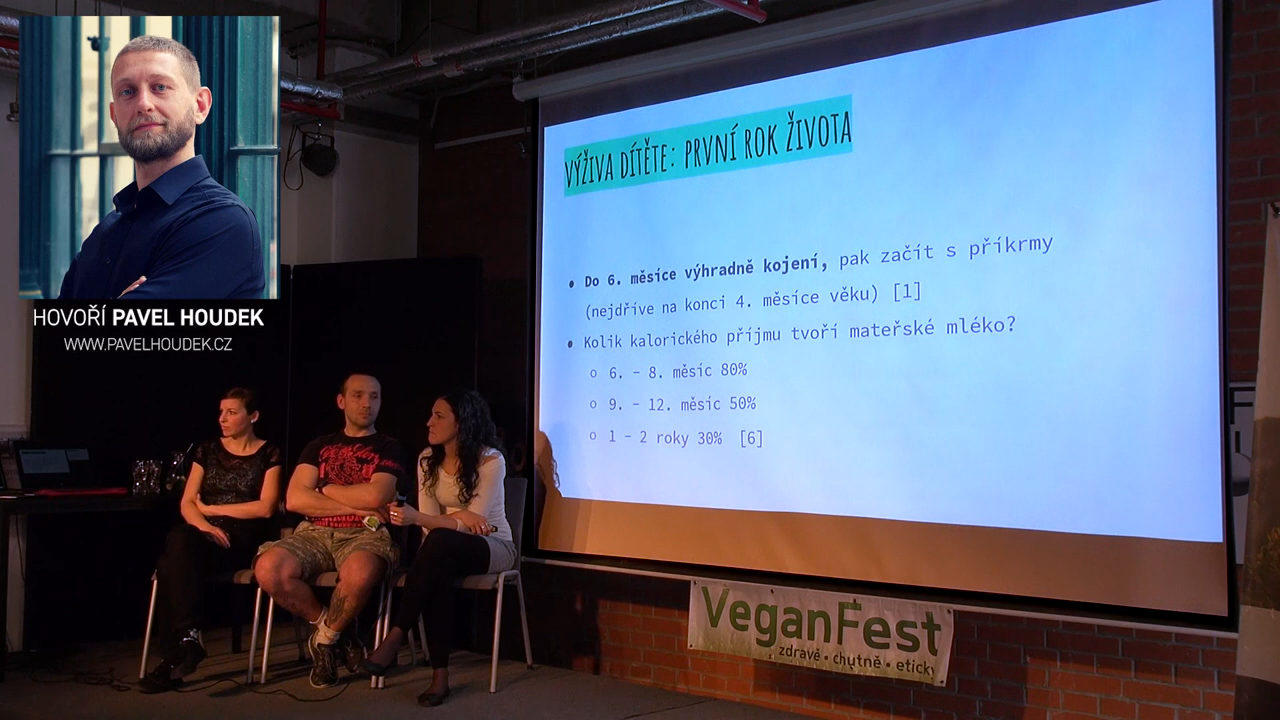 HOVOŘÍ PAVEL HOUDEK
WWW.PAVELHOUDEK.CZ
VÝŽIVA DÍTĚTE: PRVNÍ ROK ŽIVOTA
• Do 6. měsíce výhradně kojení, pak začít s příkrmy
(nejdříve na konci 4. měsíce věku) [1]
• Kolik kalorického příjmu tvoří mateřské mléko?
o 6. – 8. měsíc 80%
o 9. – 12. měsíc 50%
o 1 – 2 roky 30% [6]
VeganFest
zdravě • chutně • eticky